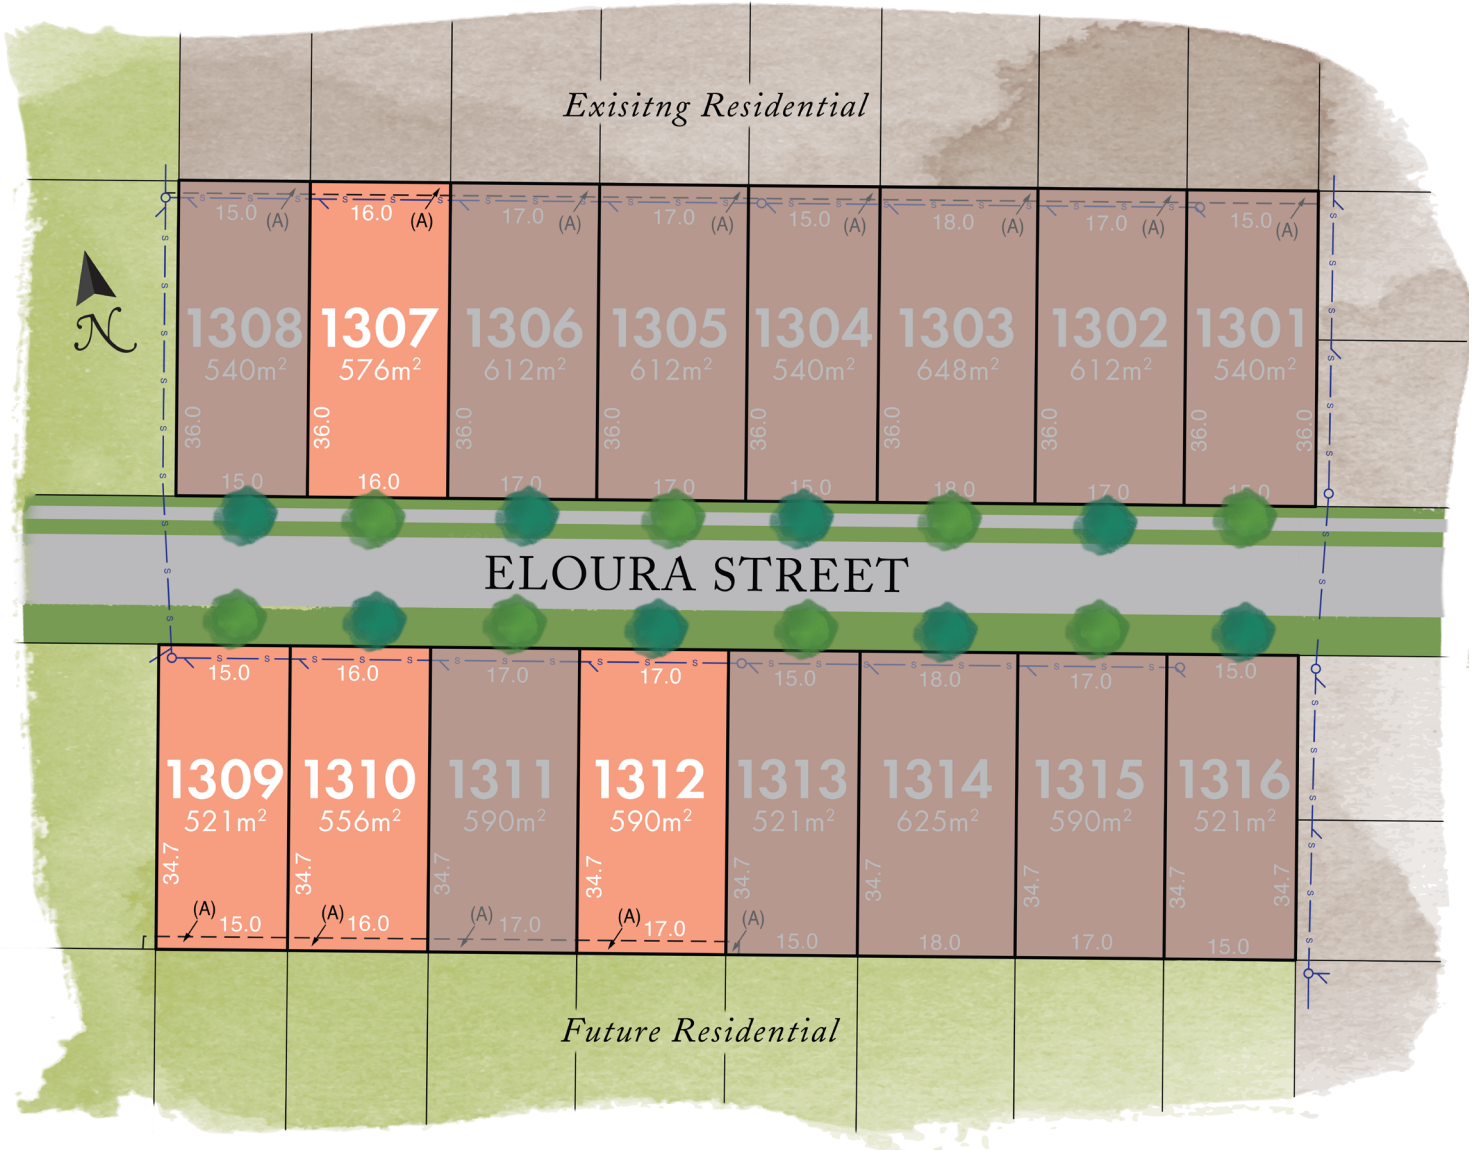 Exisitng Residential
15.0 16.0 17.0 17.0 15.0 18.0 17.0 15.0
(A) (A) (A) (A) (A) (A) (A) (A)
N
1308 1307 1306 1305 1304 1303 1302 1301
540m² 576m² 612m² 612m² 540m² 648m² 612m² 540m²
36.0 36.0 36.0 36.0 36.0 36.0 36.0 36.0 36.0
15.0 16.0 17.0 17.0 15.0 18.0 17.0 15.0
ELOURA STREET
15.0 16.0 17.0 17.0 15.0 18.0 17.0 15.0
1309 1310 1311 1312 1313 1314 1315 1316
521m² 556m² 590m² 590m² 521m² 625m² 590m² 521m²
34.7 34.7 34.7 34.7 34.7 34.7 34.7 34.7 34.7
(A) (A) (A) (A) (A)
15.0 16.0 17.0 17.0 15.0 18.0 17.0 15.0
Future Residential